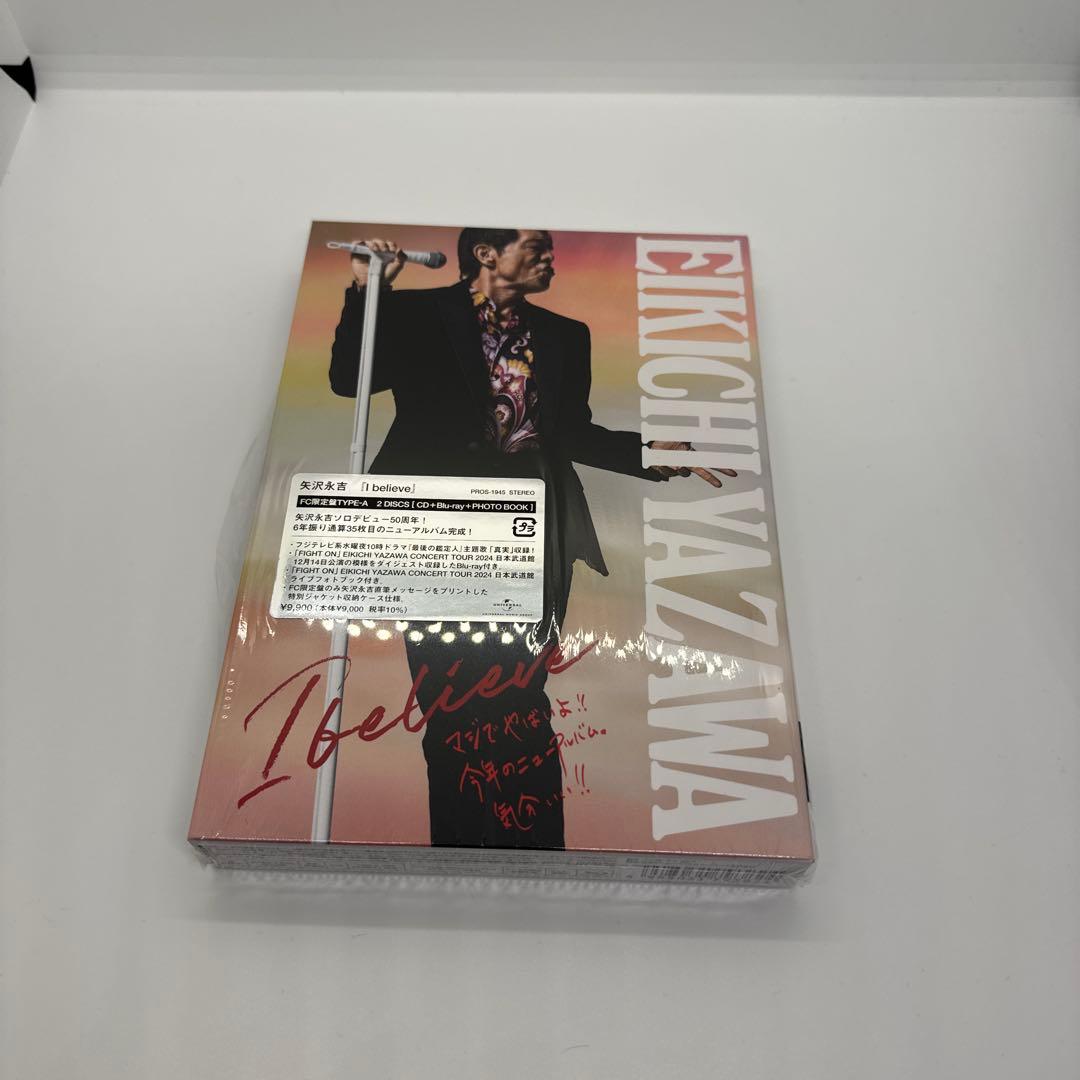 EIKICHI YAZAWA
矢沢永吉 『I believe』
PROS-1945 STEREO
FC限定盤TYPE-A 2 DISCS [ CD+Blu-ray+PHOTO BOOK ]
矢沢永吉ソロデビュー50周年！
6年振り通算35枚目のニューアルバム完成！
・フジテレビ系水曜夜10時ドラマ『最後の鑑定人』主題歌「真実」収録！
・「FIGHT ON」EIKICHI YAZAWA CONCERT TOUR 2024 日本武道館
12月14日公演の模様をダイジェスト収録したBlu-ray付き。
・「FIGHT ON」EIKICHI YAZAWA CONCERT TOUR 2024 日本武道館
ライブフォトブック付き。
・FC限定盤のみ矢沢永吉直筆メッセージをプリントした
特別ジャケット収納ケース仕様。
¥9,900（本体¥9,000 税率10%）
プラ
UNIVERSAL
UNIVERSAL MUSIC GROUP
I believe
マジでやばいよ!!
今年のニューアルバム。
気分いい!!